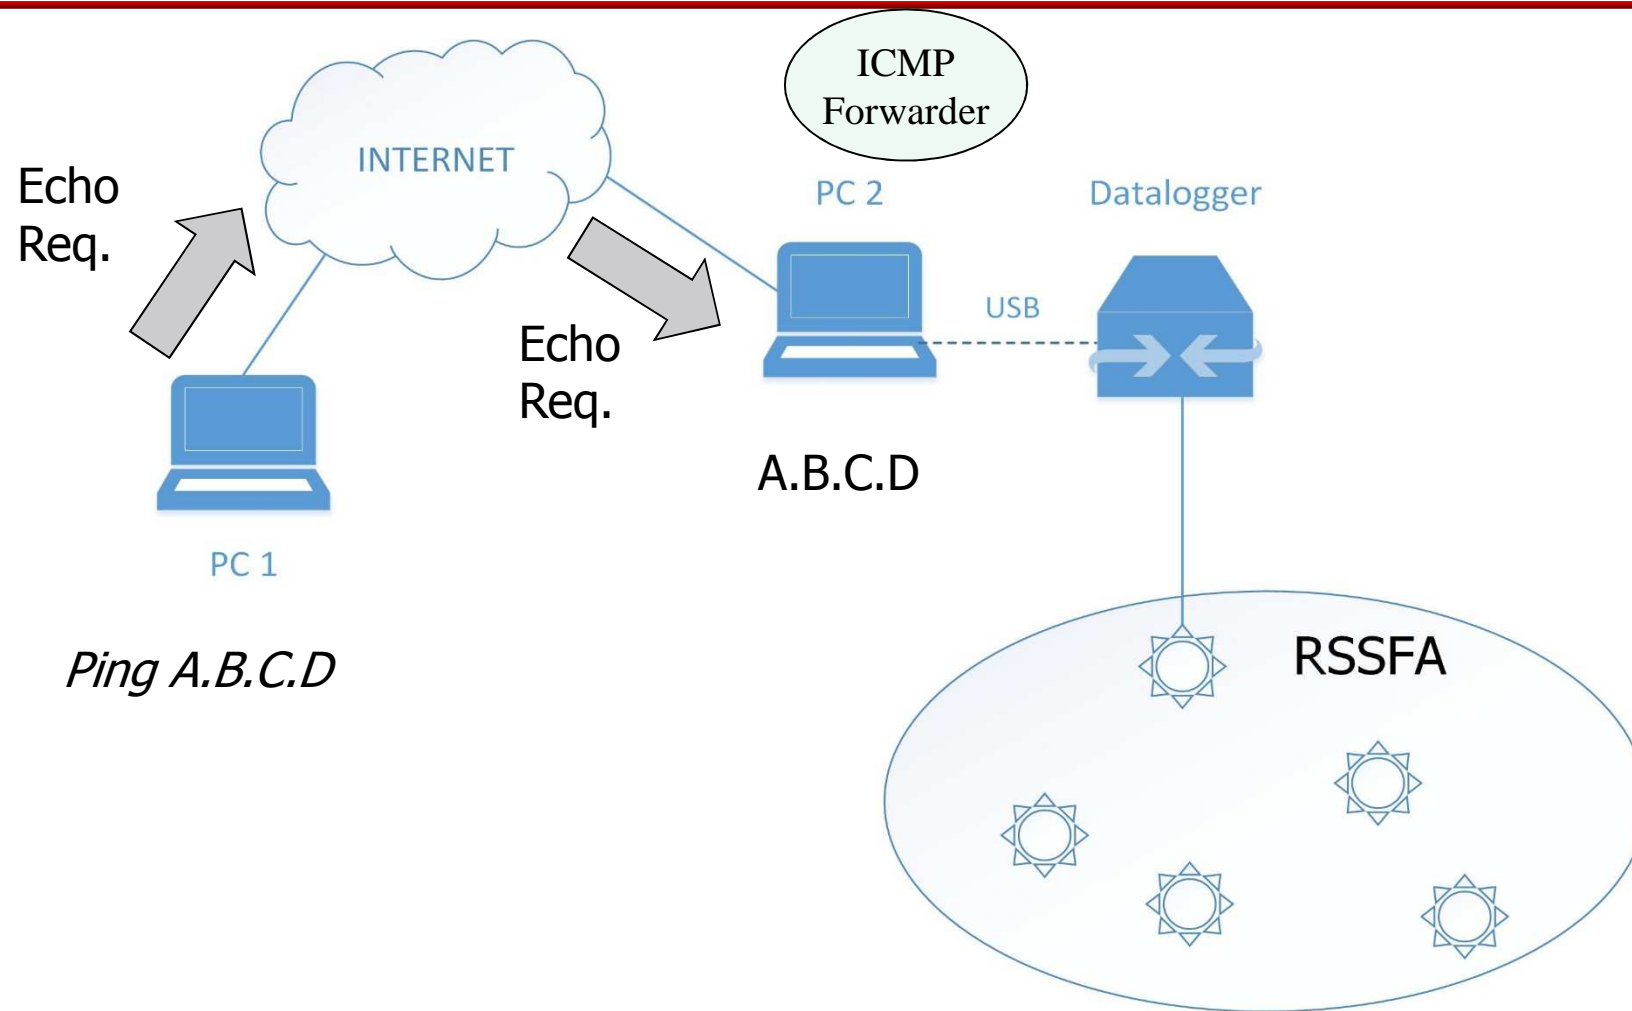 ICMP
Forwarder
INTERNET
Echo
Req.
PC 2
Datalogger
USB
Echo
Req.
A.B.C.D
PC 1
Ping A.B.C.D
RSSFA